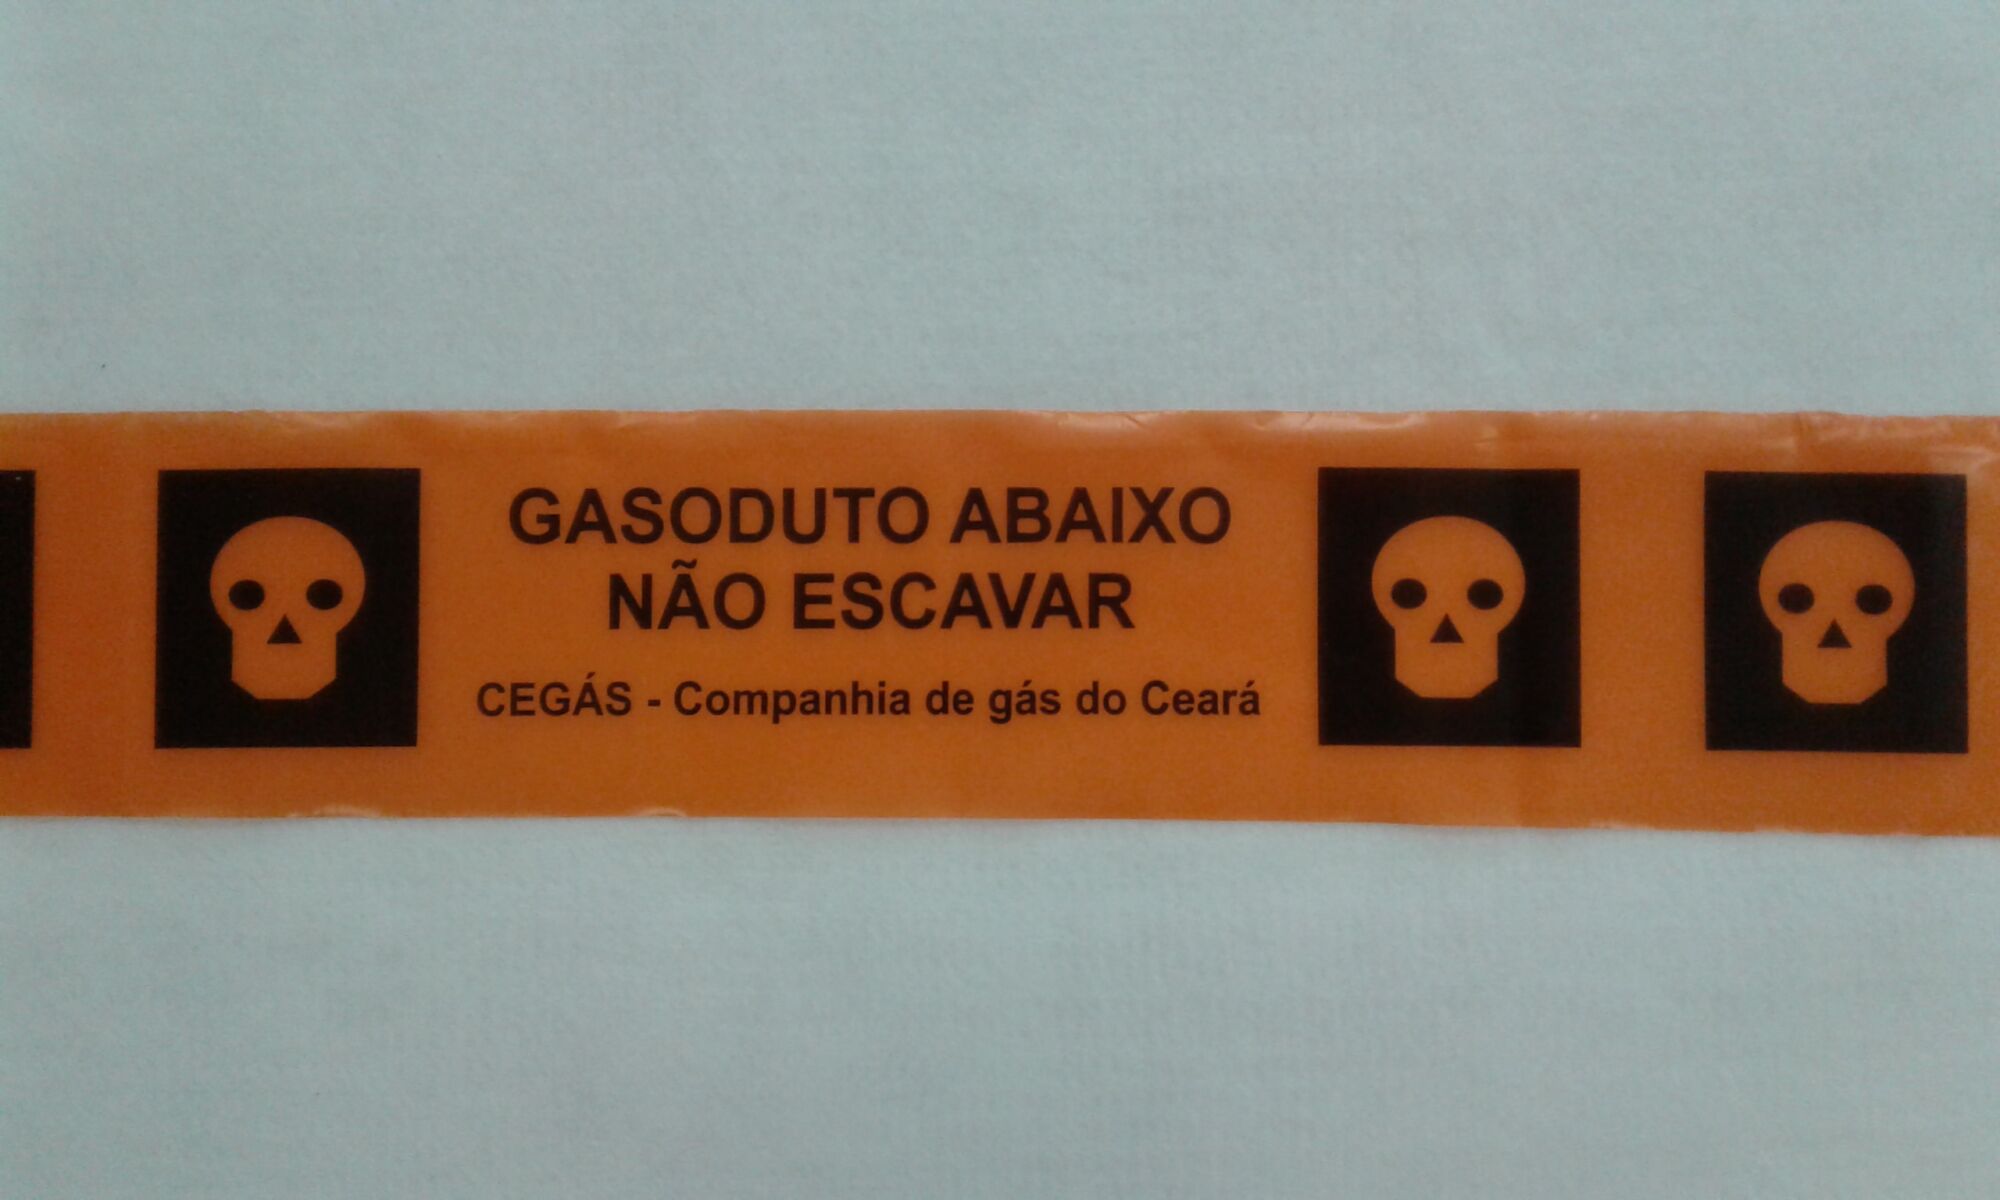 GASODUTO ABAIXO
NÃO ESCAVAR
CEGÁS - Companhia de gás do Ceará